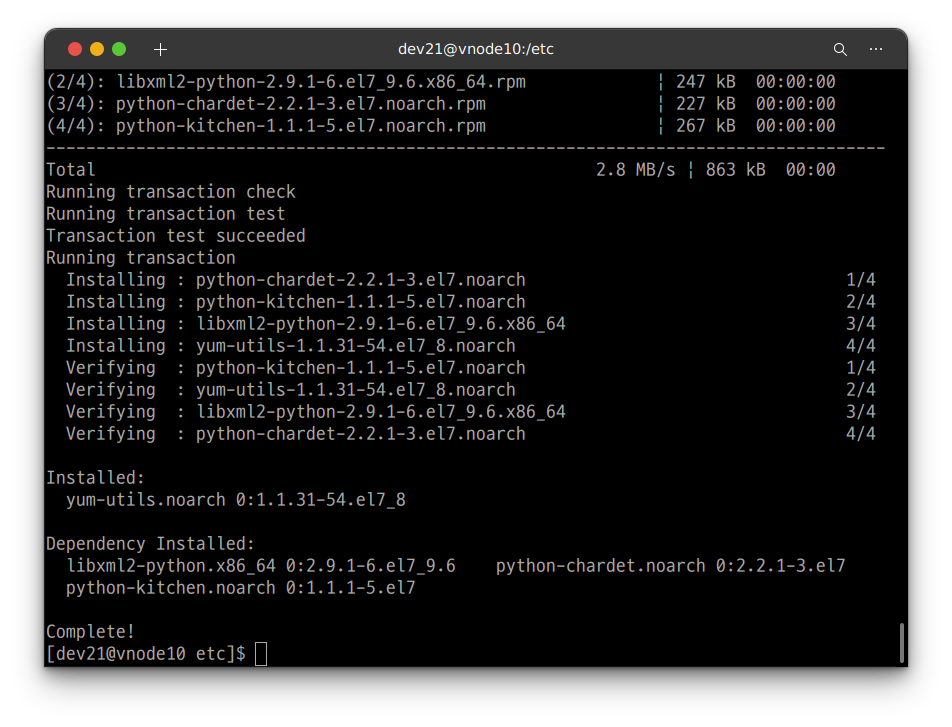 dev21@vnode10:/etc
(2/4): libxml2-python-2.9.1-6.el7_9.6.x86_64.rpm             ¦ 247 kB  00:00:00
(3/4): python-chardet-2.2.1-3.el7.noarch.rpm                 ¦ 227 kB  00:00:00
(4/4): python-kitchen-1.1.1-5.el7.noarch.rpm                 ¦ 267 kB  00:00:00
------------------------------------------------------------------------------------
Total                                                  2.8 MB/s ¦ 863 kB  00:00
Running transaction check
Running transaction test
Transaction test succeeded
Running transaction
  Installing : python-chardet-2.2.1-3.el7.noarch                                1/4
  Installing : python-kitchen-1.1.1-5.el7.noarch                                2/4
  Installing : libxml2-python-2.9.1-6.el7_9.6.x86_64                            3/4
  Installing : yum-utils-1.1.31-54.el7_8.noarch                                 4/4
  Verifying  : python-kitchen-1.1.1-5.el7.noarch                                1/4
  Verifying  : yum-utils-1.1.31-54.el7_8.noarch                                 2/4
  Verifying  : libxml2-python-2.9.1-6.el7_9.6.x86_64                            3/4
  Verifying  : python-chardet-2.2.1-3.el7.noarch                                4/4
Installed:
  yum-utils.noarch 0:1.1.31-54.el7_8
Dependency Installed:
  libxml2-python.x86_64 0:2.9.1-6.el7_9.6    python-chardet.noarch 0:2.2.1-3.el7
  python-kitchen.noarch 0:1.1.1-5.el7
Complete!
[dev21@vnode10 etc]$